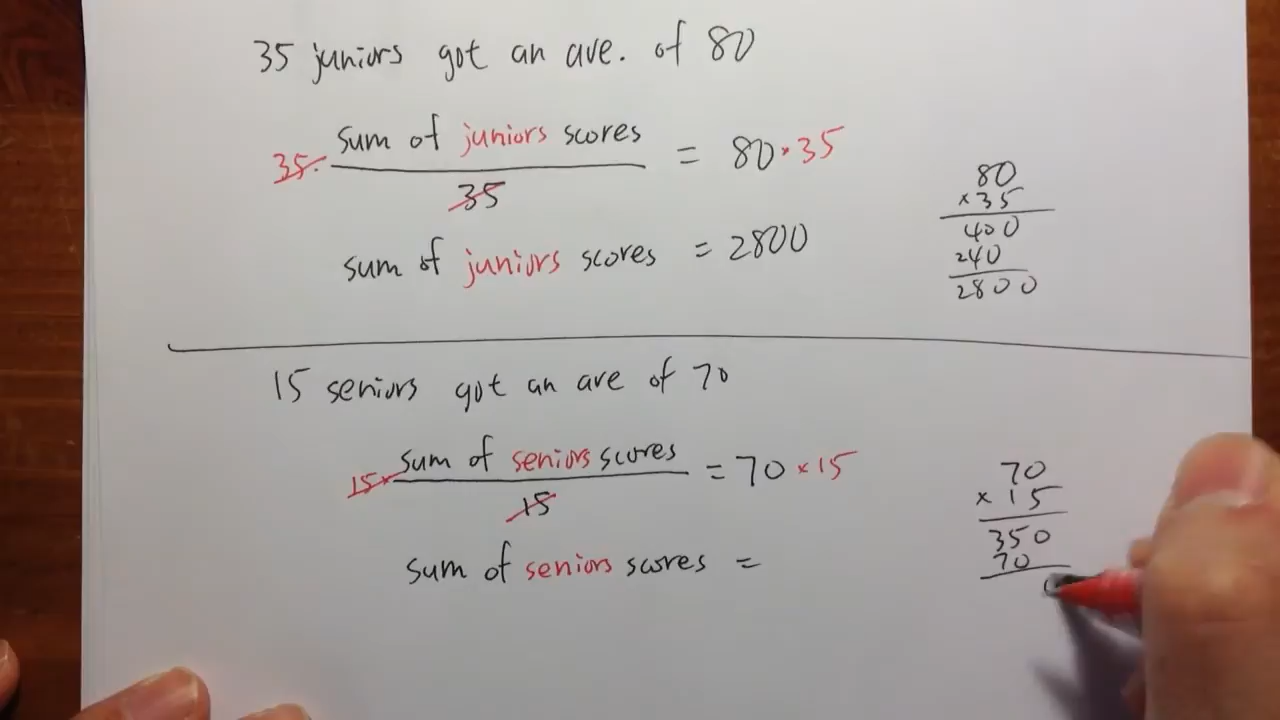 35 juniors got an ave. of 80
35· sum of juniors scores = 80·35
35
sum of juniors scores = 2800
80
×35
400
240
2800
15 seniors got an ave of 70
15× sum of seniors scores = 70×15
15
sum of seniors scores =
70
×15
350
70